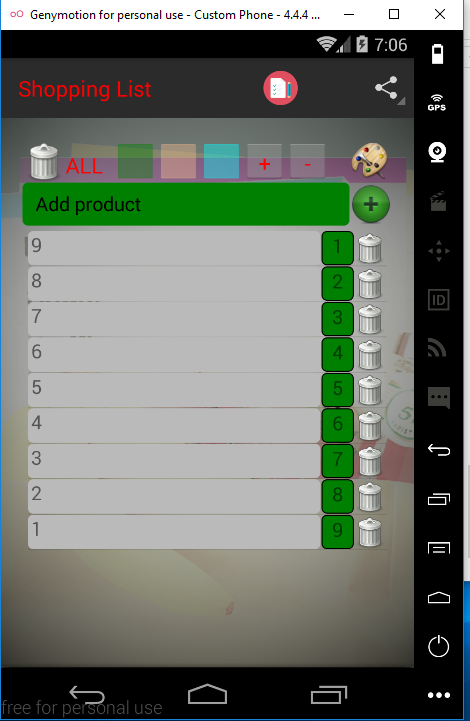 Genymotion for personal use - Custom Phone - 4.4.4 ...
7:06
Shopping List
GPS
ALL + -
Add product
9 1
8 2
7 3
6 4
5 5
4 6
3 7
2 8
1 9
ID
free for personal use